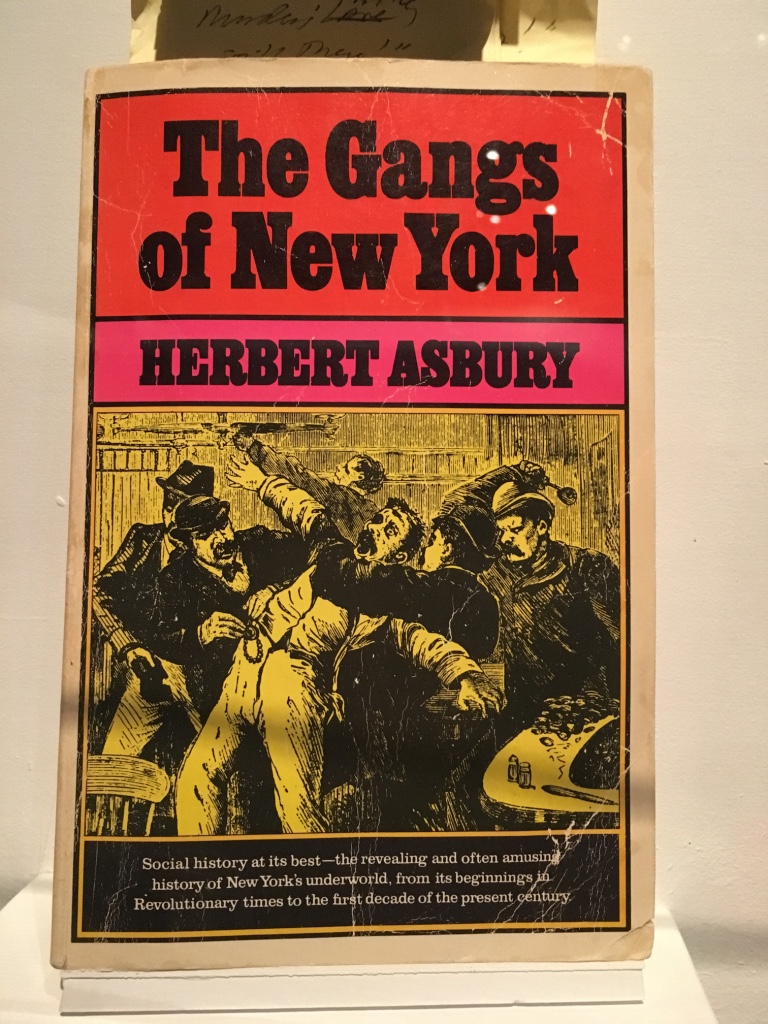 The Gangs
of New York
HERBERT ASBURY
Social history at its best—the revealing and often amusing
history of New York's underworld, from its beginnings in
Revolutionary times to the first decade of the present century.